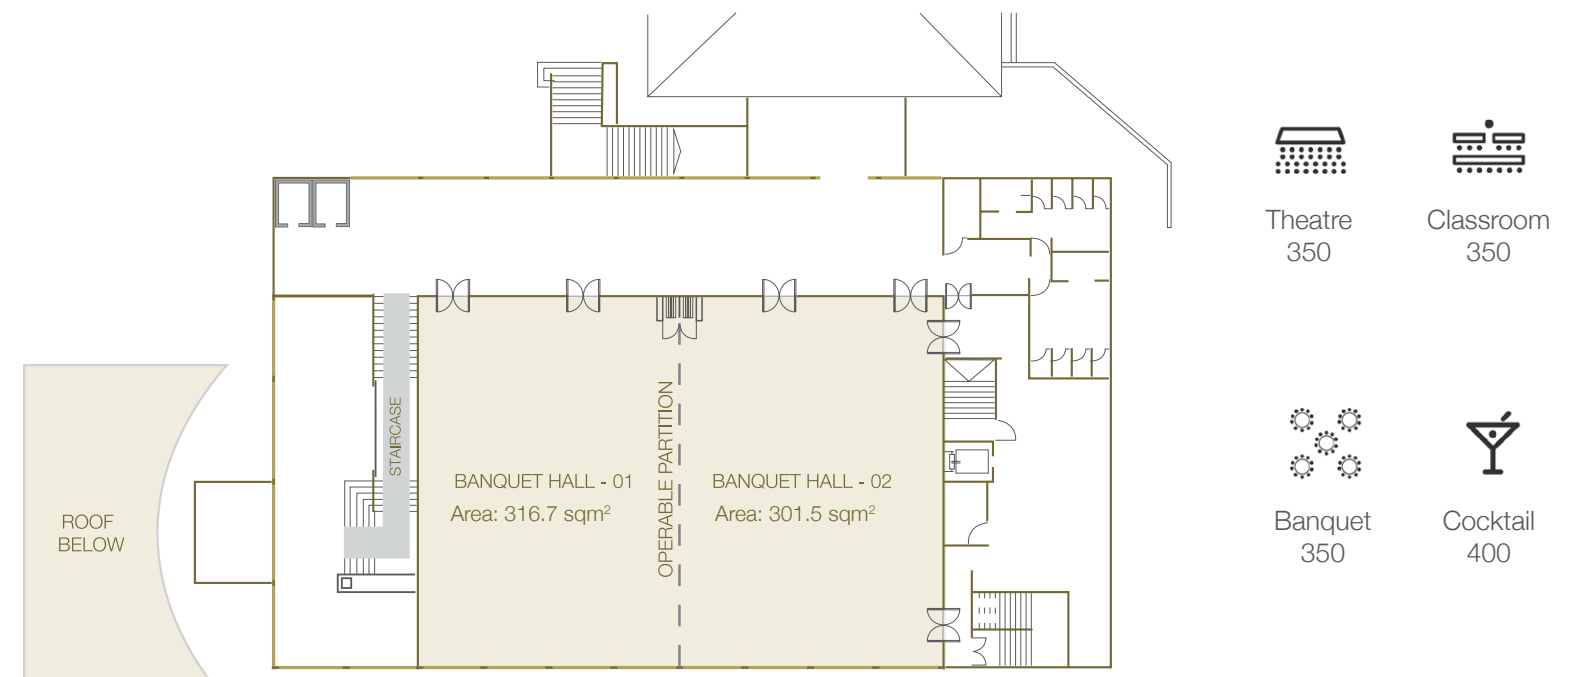 Theatre
350
Classroom
350
STAIRCASE
OPERABLE PARTITION
BANQUET HALL - 01
Area: 316.7 sqm²
BANQUET HALL - 02
Area: 301.5 sqm²
ROOF
BELOW
Banquet
350
Cocktail
400